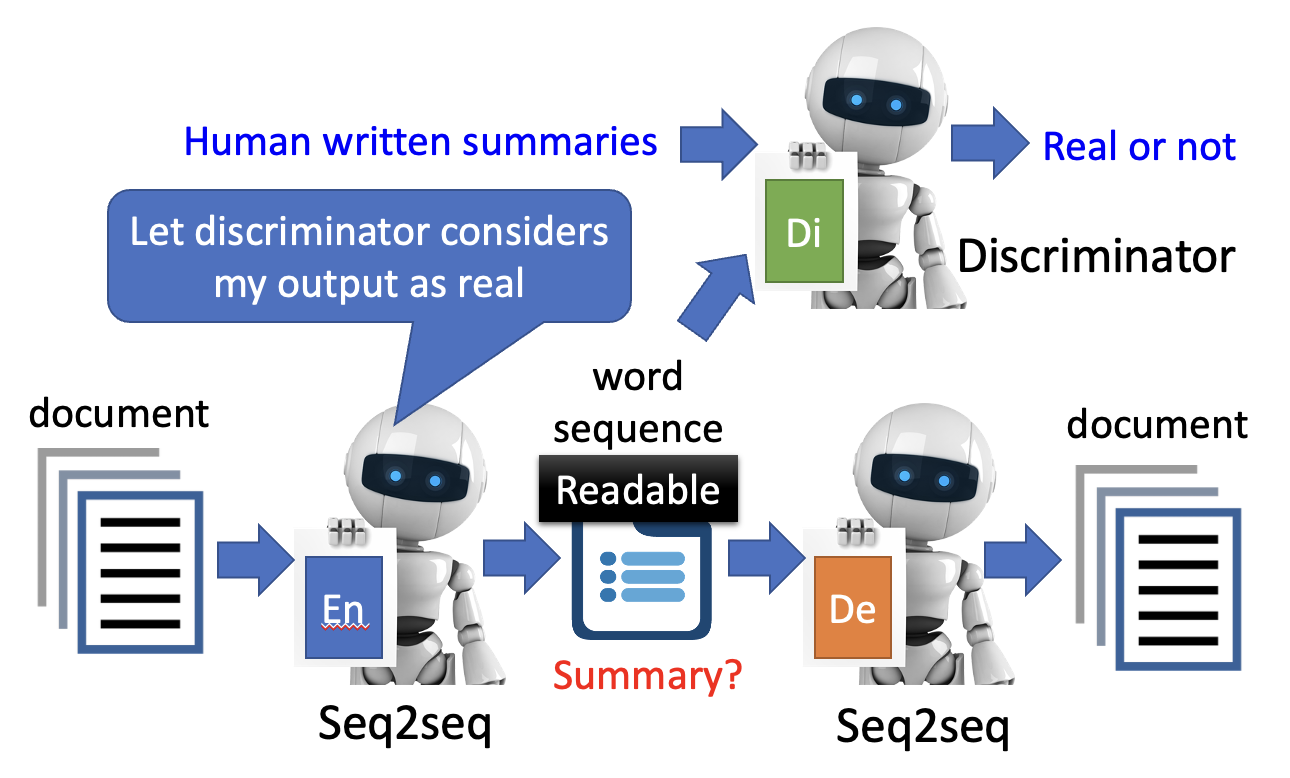 Human written summaries
Real or not
Let discriminator considers
my output as real
Di
Discriminator
word
sequence
document
document
Readable
En
De
Summary?
Seq2seq
Seq2seq